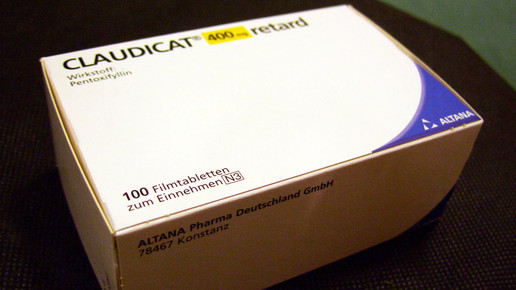 CLAUDICAT® 400 mg retard
Wirkstoff:
Pentoxifyllin
ALTANA
100 Filmtabletten
zum Einnehmen N3
ALTANA Pharma Deutschland GmbH
78467 Konstanz